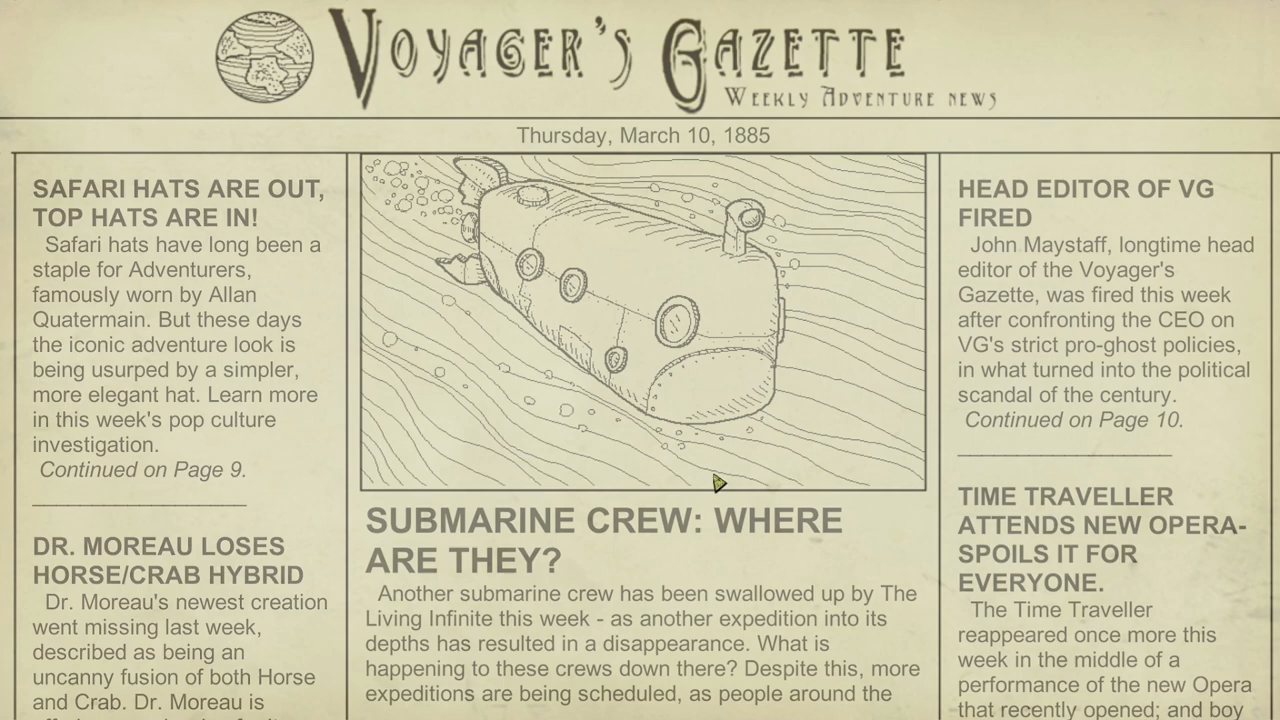 VOYAGER'S GAZETTE
WEEKLY ADVENTURE NEWS
Thursday, March 10, 1885
SAFARI HATS ARE OUT,
TOP HATS ARE IN!
Safari hats have long been a
staple for Adventurers,
famously worn by Allan
Quatermain. But these days
the iconic adventure look is
being usurped by a simpler,
more elegant hat. Learn more
in this week's pop culture
investigation.
Continued on Page 9.
DR. MOREAU LOSES
HORSE/CRAB HYBRID
Dr. Moreau's newest creation
went missing last week,
described as being an
uncanny fusion of both Horse
and Crab. Dr. Moreau is
SUBMARINE CREW: WHERE
ARE THEY?
Another submarine crew has been swallowed up by The
Living Infinite this week - as another expedition into its
depths has resulted in a disappearance. What is
happening to these crews down there? Despite this, more
expeditions are being scheduled, as people around the
HEAD EDITOR OF VG
FIRED
John Maystaff, longtime head
editor of the Voyager's
Gazette, was fired this week
after confronting the CEO on
VG's strict pro-ghost policies,
in what turned into the political
scandal of the century.
Continued on Page 10.
TIME TRAVELLER
ATTENDS NEW OPERA-
SPOILS IT FOR
EVERYONE.
The Time Traveller
reappeared once more this
week in the middle of a
performance of the new Opera
that recently opened; and boy